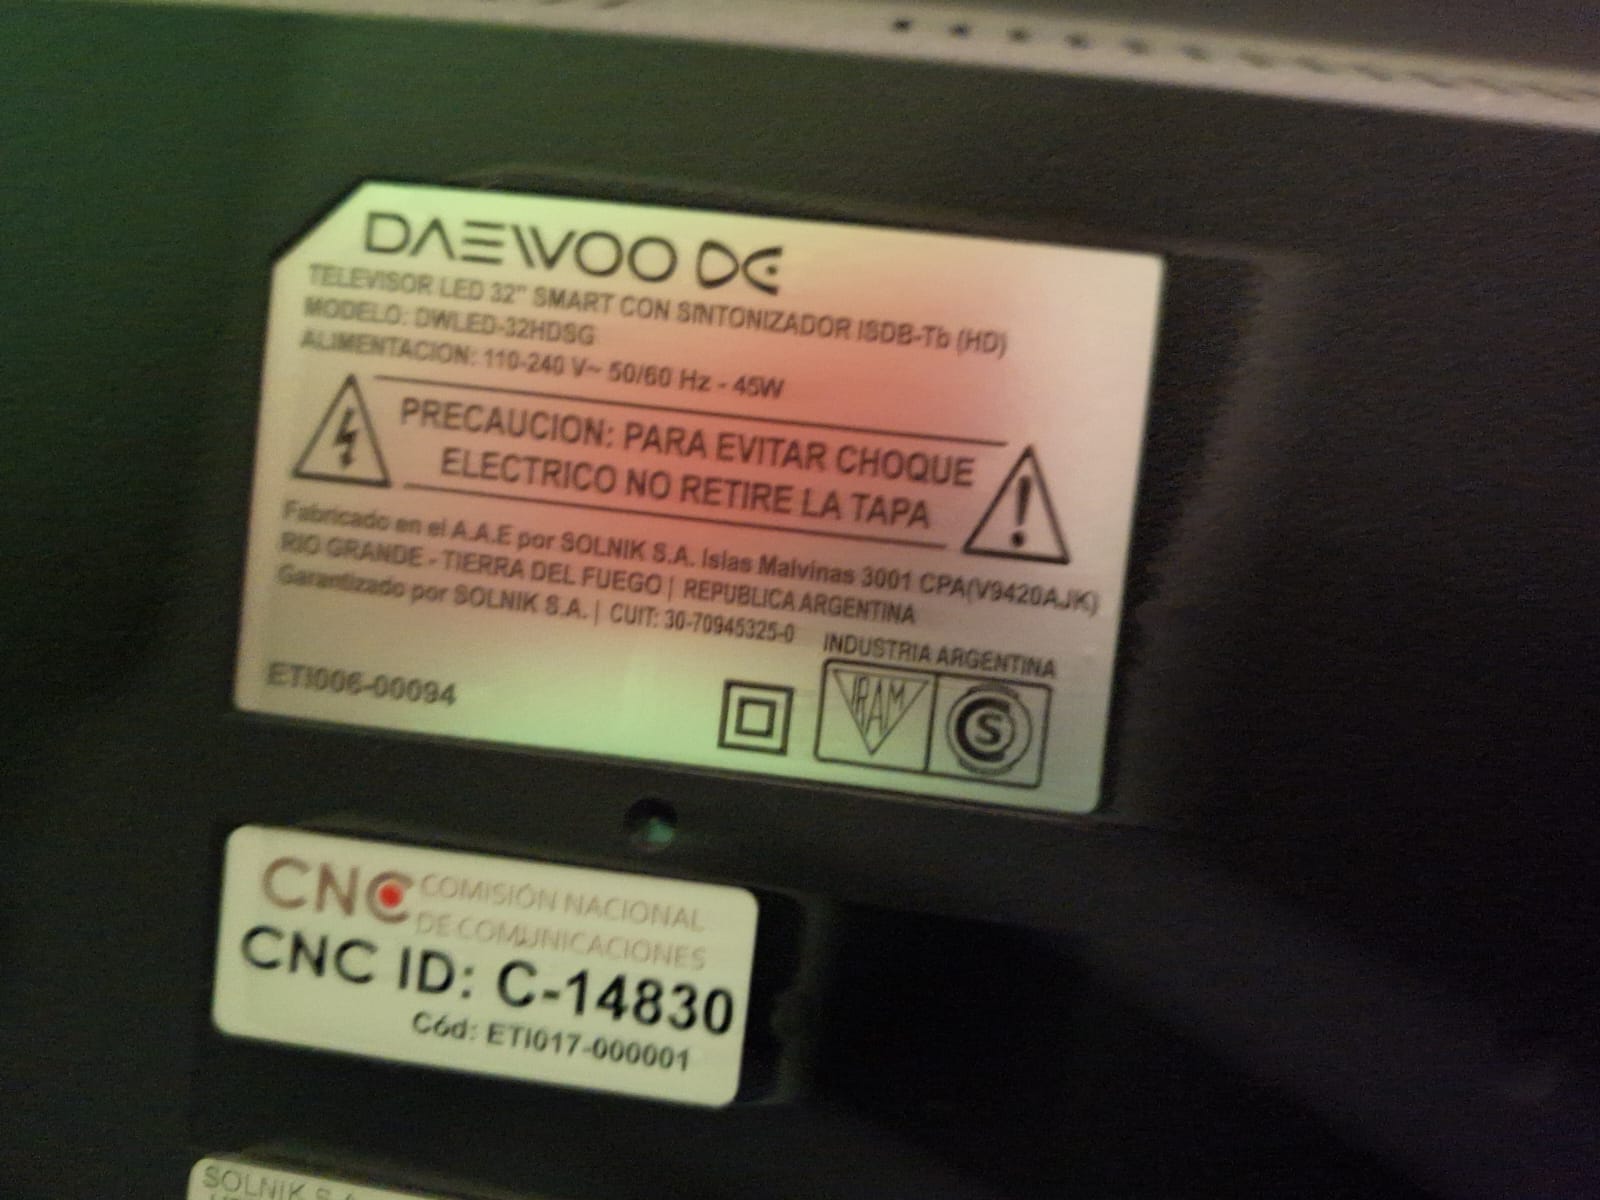 DAEWOO DE
TELEVISOR LED 32" SMART CON SINTONIZADOR ISDB-Tb (HD)
MODELO: DWLED-32HDSG
ALIMENTACION: 110-240 V~ 50/60 Hz - 45W
PRECAUCION: PARA EVITAR CHOQUE
ELECTRICO NO RETIRE LA TAPA
Fabricado en el A.A.E por SOLNIK S.A. Islas Malvinas 3001 CPA(V9420AJK)
RIO GRANDE - TIERRA DEL FUEGO | REPUBLICA ARGENTINA
Garantizado por SOLNIK S.A. | CUIT: 30-70945325-0
INDUSTRIA ARGENTINA
ETI006-00094
IRAM
S
CNC COMISIÓN NACIONAL
DE COMUNICACIONES
CNC ID: C-14830
Cód: ETI017-000001
SOLNIK S.A.